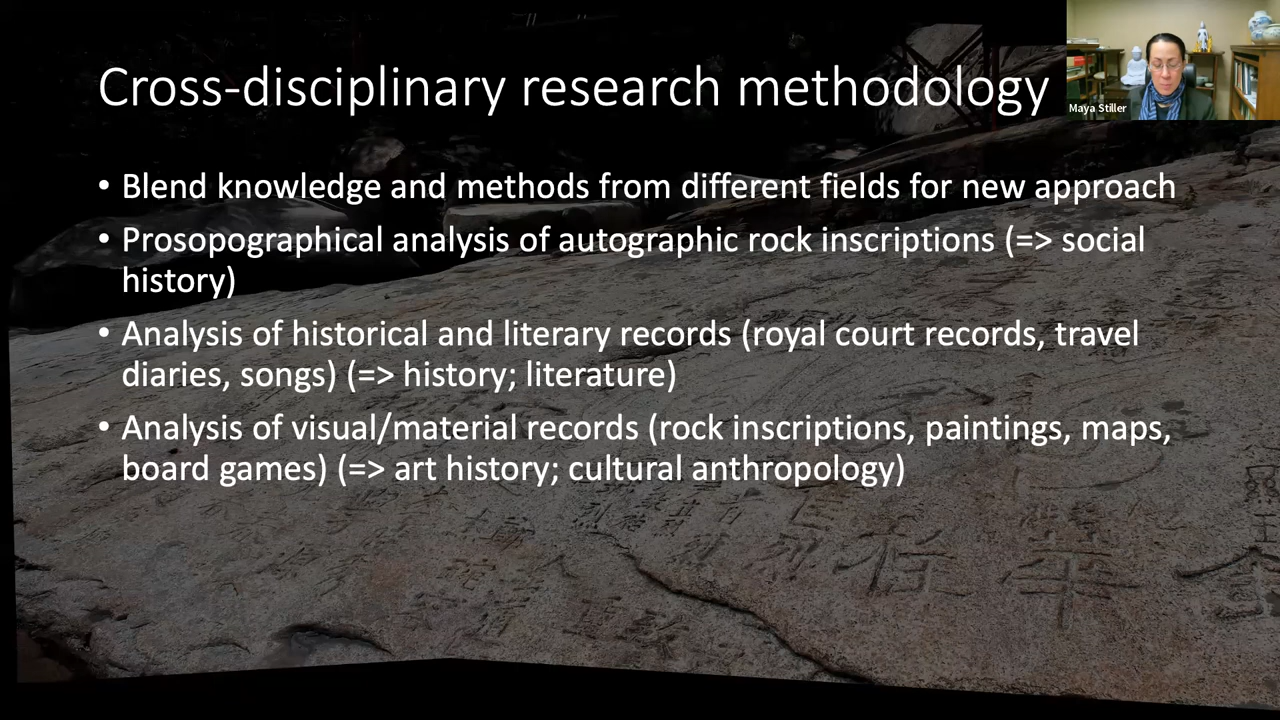 Cross-disciplinary research methodology
Maya Stiller
• Blend knowledge and methods from different fields for new approach
• Prosopographical analysis of autographic rock inscriptions (=> social
history)
• Analysis of historical and literary records (royal court records, travel
diaries, songs) (=> history; literature)
• Analysis of visual/material records (rock inscriptions, paintings, maps,
board games) (=> art history; cultural anthropology)